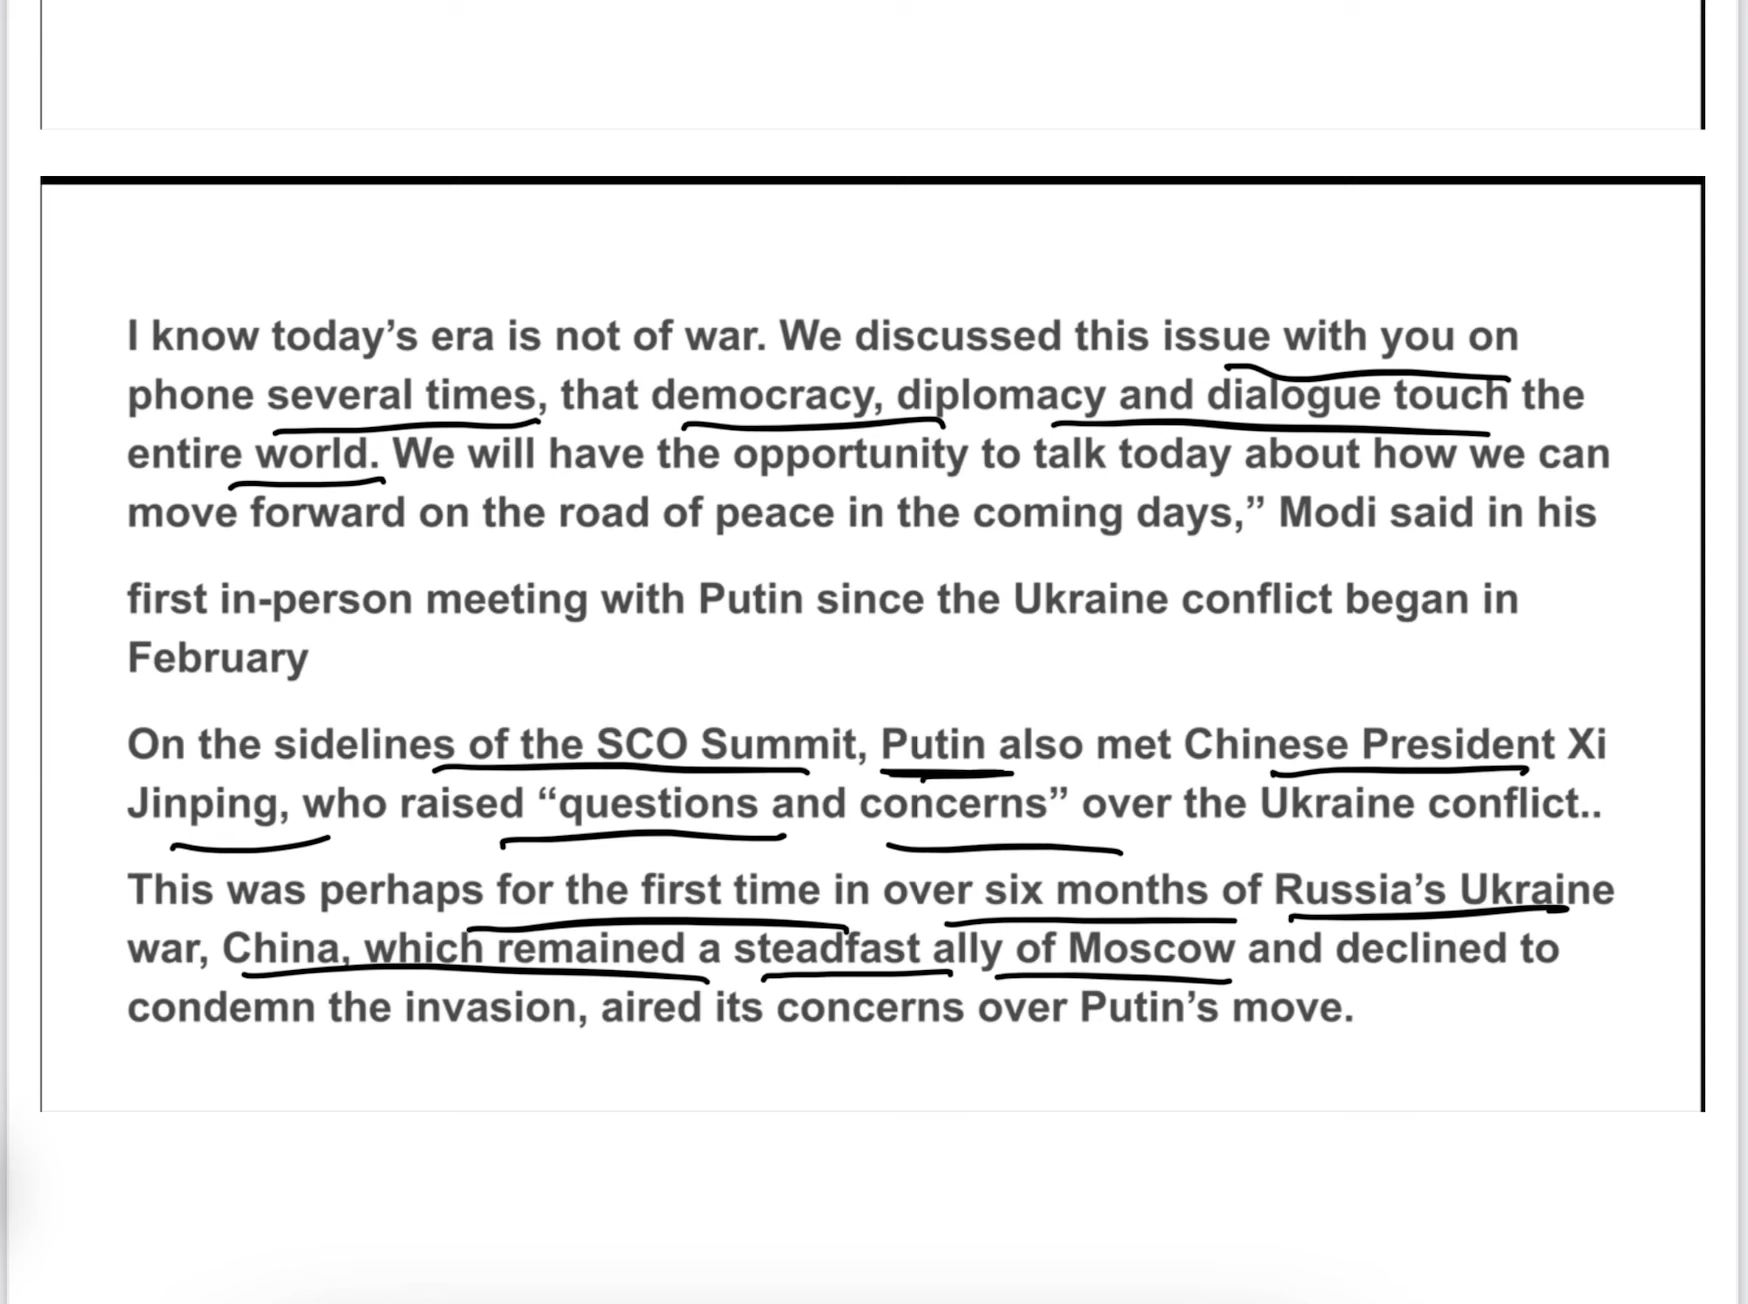 I know today’s era is not of war. We discussed this issue with you on
phone several times, that democracy, diplomacy and dialogue touch the
entire world. We will have the opportunity to talk today about how we can
move forward on the road of peace in the coming days,” Modi said in his
first in-person meeting with Putin since the Ukraine conflict began in
February
On the sidelines of the SCO Summit, Putin also met Chinese President Xi
Jinping, who raised “questions and concerns” over the Ukraine conflict..
This was perhaps for the first time in over six months of Russia’s Ukraine
war, China, which remained a steadfast ally of Moscow and declined to
condemn the invasion, aired its concerns over Putin’s move.